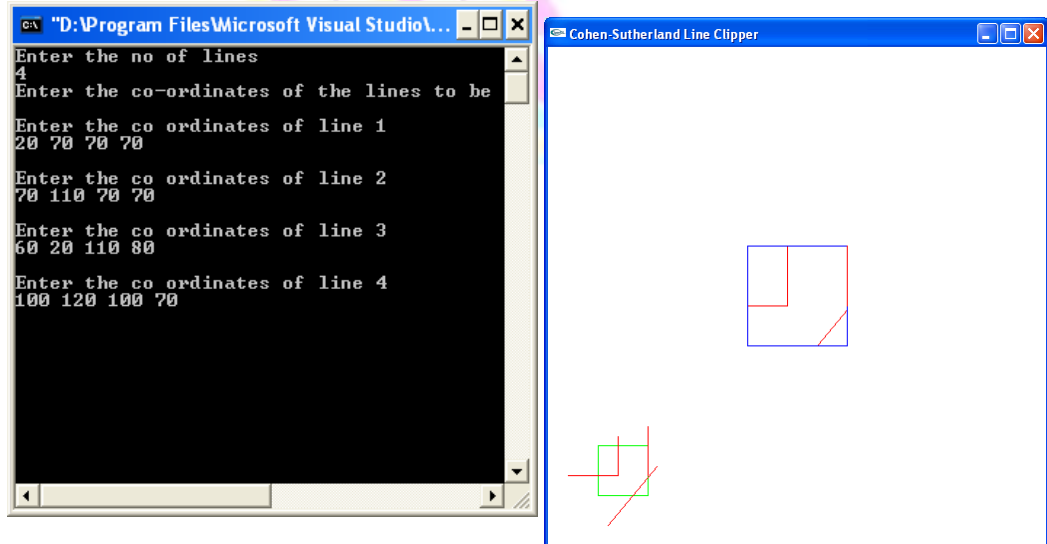 "D:\Program Files\Microsoft Visual Studio\...
Enter the no of lines
4
Enter the co-ordinates of the lines to be
Enter the co ordinates of line 1
20 70 70 70
Enter the co ordinates of line 2
70 110 70 70
Enter the co ordinates of line 3
60 20 110 80
Enter the co ordinates of line 4
100 120 100 70
Cohen-Sutherland Line Clipper